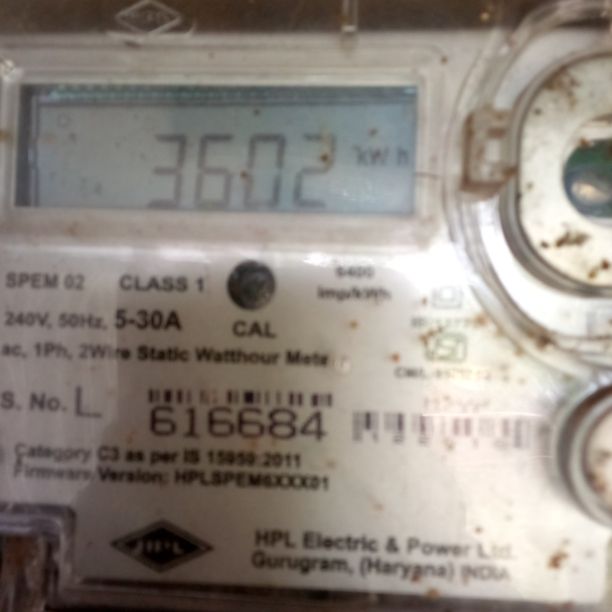 3602 kWh
SPEM 02 CLASS 1 6400
imp/kWh
240V, 50Hz, 5-30A CAL
ac, 1Ph, 2Wire Static Watthour Mete
S. No. L 616684
Category C3 as per IS 15959:2011
Firmware Version: HPLSPEM6XXX01
HPL HPL Electric & Power Ltd.
Gurugram, (Haryana) INDIA